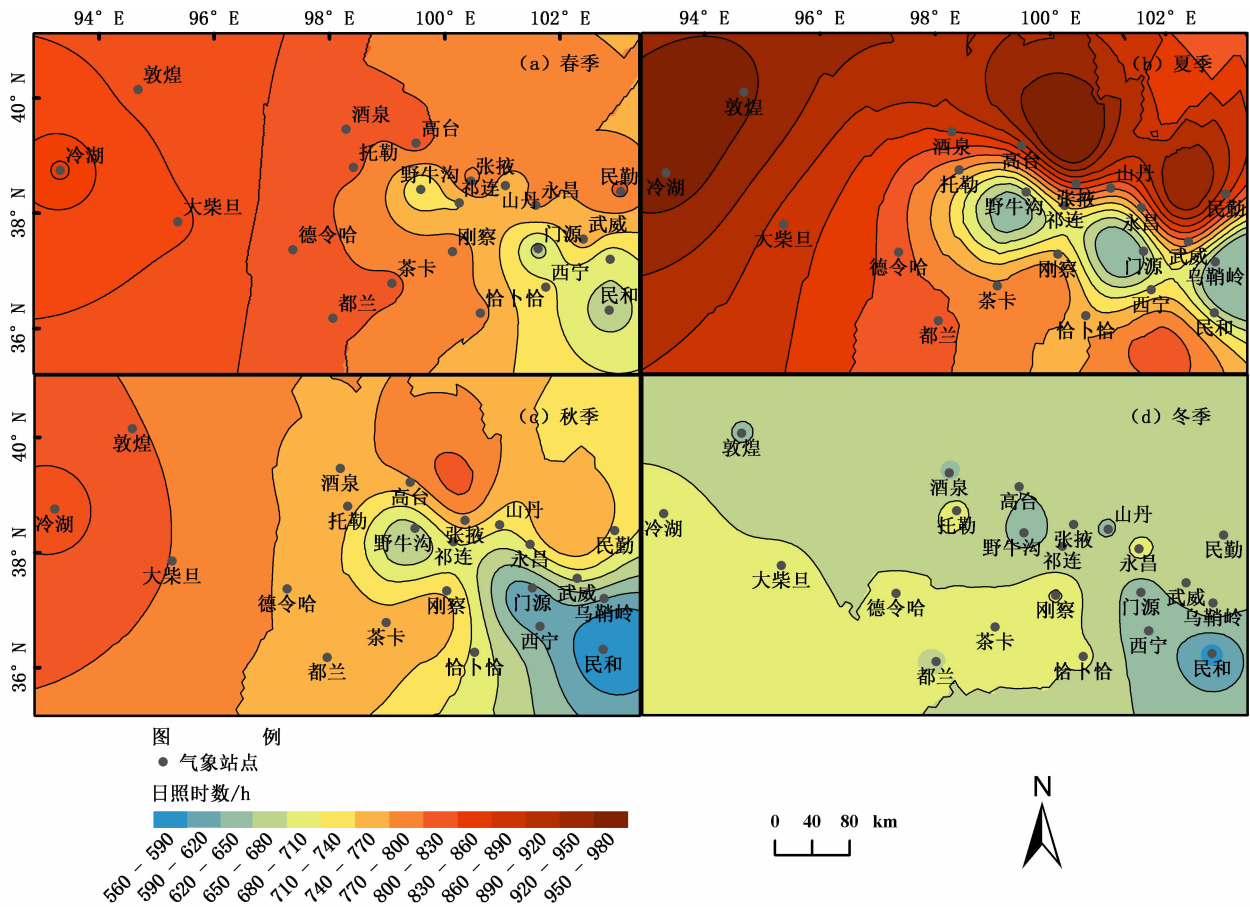 94° E 96° E 98° E 100° E 102° E 94° E 96° E 98° E 100° E 102° E
40° N
38° N
36° N
(a) 春季
敦煌
酒泉
高台
冷湖
托勒
野牛沟
张掖
祁连
山丹
永昌
民勤
大柴旦
德令哈
刚察
门源
武威
茶卡
西宁
都兰
恰卜恰
民和
(b) 夏季
敦煌
酒泉
高台
冷湖
托勒
张掖
山丹
野牛沟
祁连
永昌
民勤
大柴旦
德令哈
刚察
门源
武威
乌鞘岭
茶卡
西宁
都兰
恰卜恰
民和
40° N
38° N
36° N
(c) 秋季
敦煌
酒泉
高台
冷湖
托勒
山丹
野牛沟
张掖
祁连
永昌
民勤
大柴旦
德令哈
刚察
门源
武威
乌鞘岭
茶卡
西宁
都兰
恰卜恰
民和
(d) 冬季
敦煌
酒泉
高台
冷湖
托勒
山丹
野牛沟
张掖
祁连
永昌
民勤
大柴旦
德令哈
刚察
门源
武威
乌鞘岭
茶卡
西宁
都兰
恰卜恰
民和
图 例
气象站点
日照时数/h
560－590
590－620
620－650
650－680
680－710
710－740
740－770
770－800
800－830
830－860
860－890
890－920
920－950
950－980
0 40 80 km
N